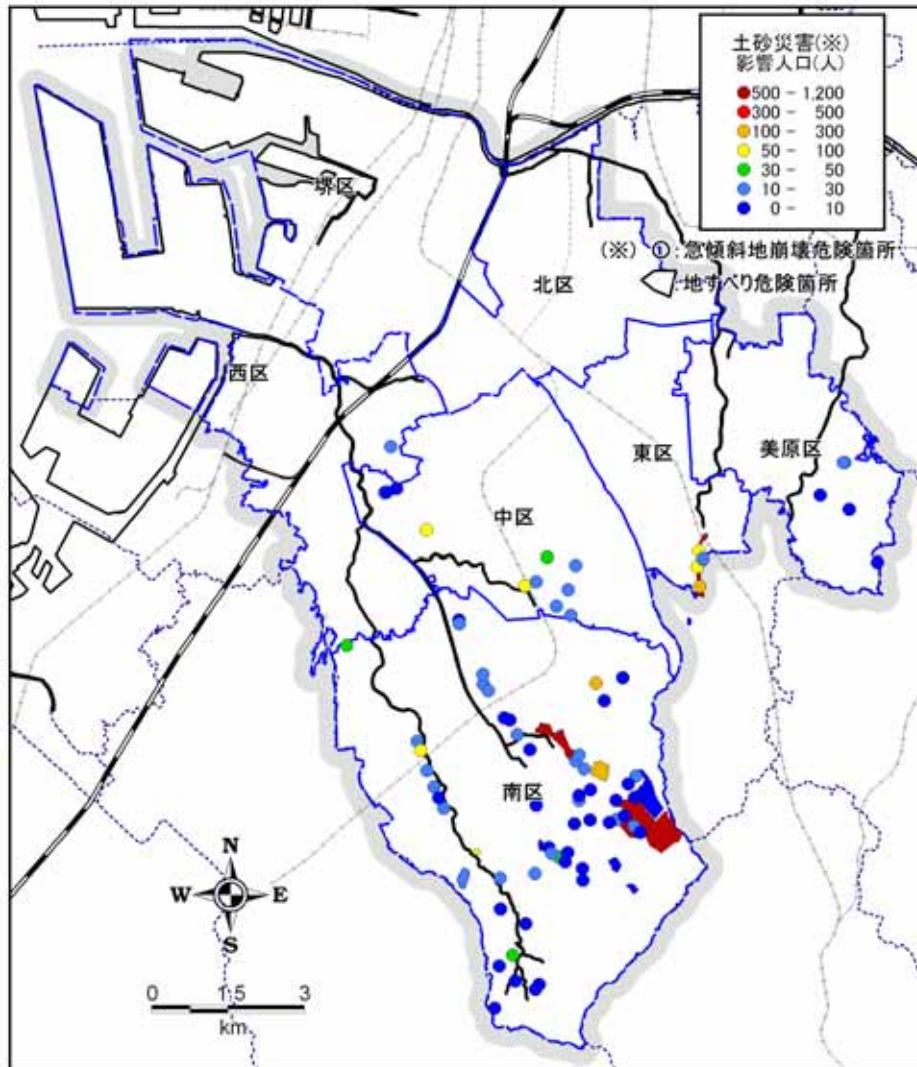 土砂災害(※)
影響人口(人)
500 - 1,200
300 - 500
100 - 300
50 - 100
30 - 50
10 - 30
0 - 10
(※) ①:急傾斜地崩壊危険箇所
:地すべり危険箇所
堺区
北区
西区
東区
美原区
中区
南区
N
W E
S
0 1.5 3
km